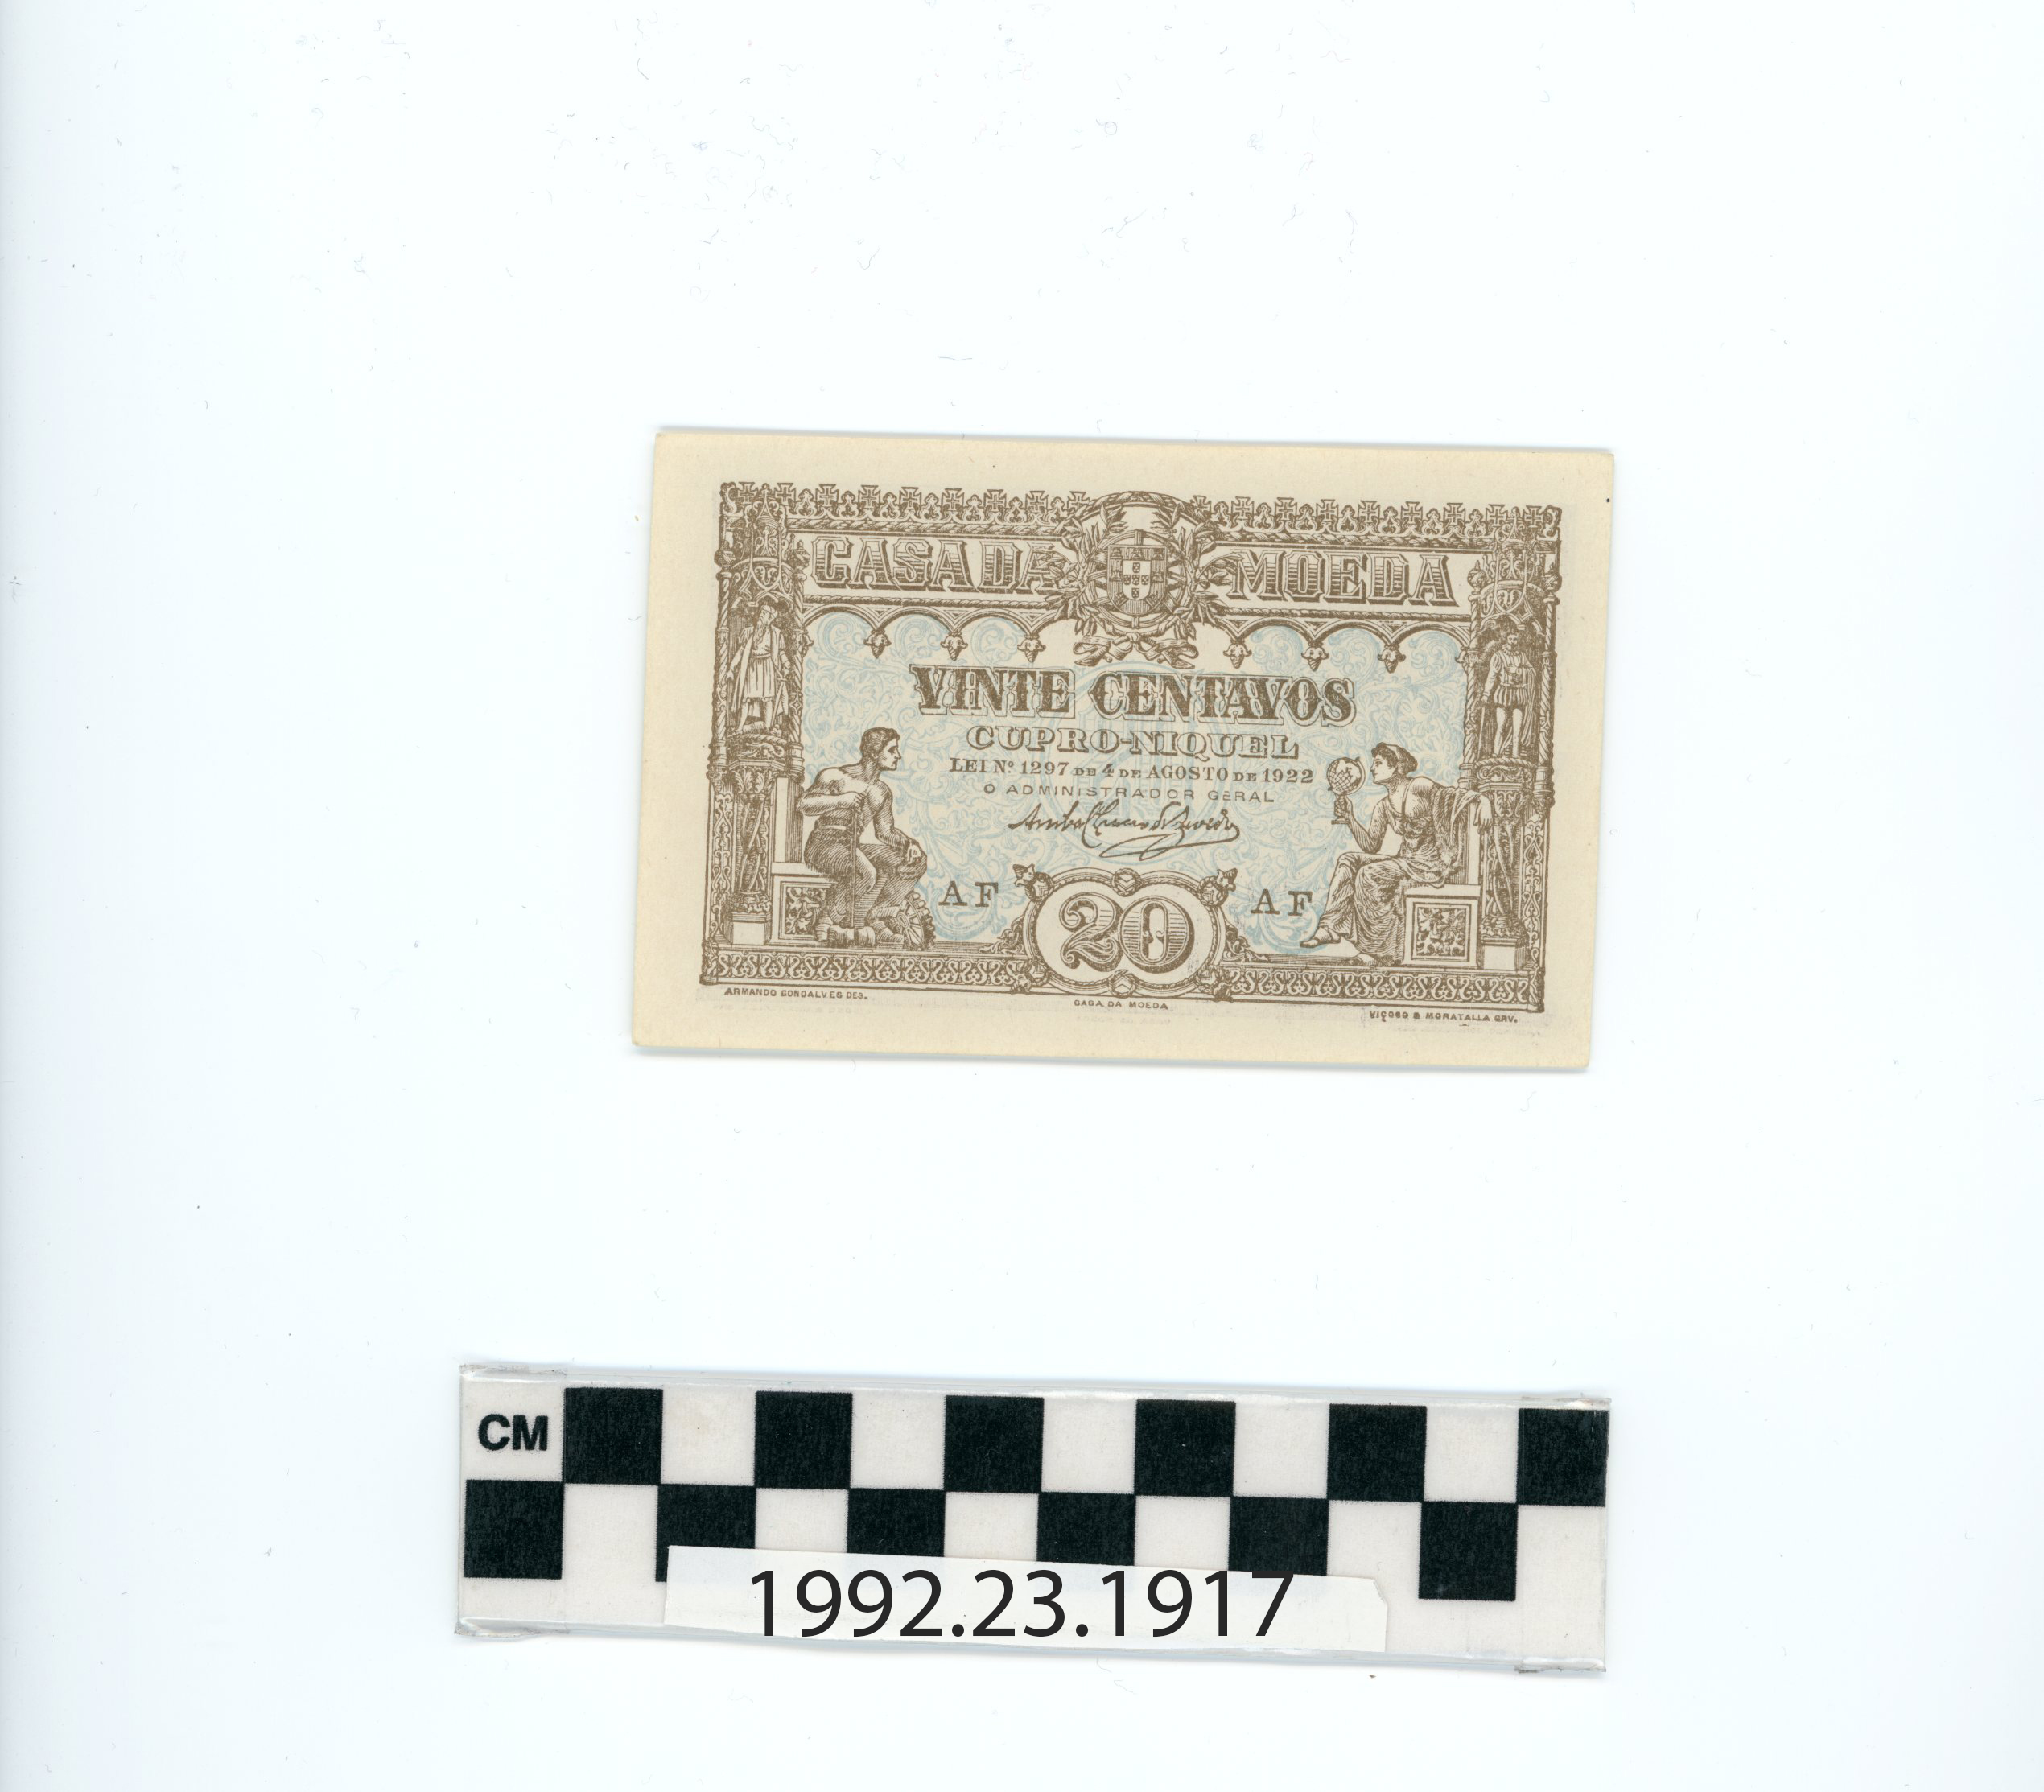 CASA DA MOEDA
VINTE CENTAVOS
CUPRO-NIQUEL
LEI Nº 1297 DE 4 DE AGOSTO DE 1922
O ADMINISTRADOR GERAL
AF AF
20
ARMANDO GONÇALVES DES. CASA DA MOEDA VIÇOSO & MORATALLA GRV.
CM
1992.23.1917